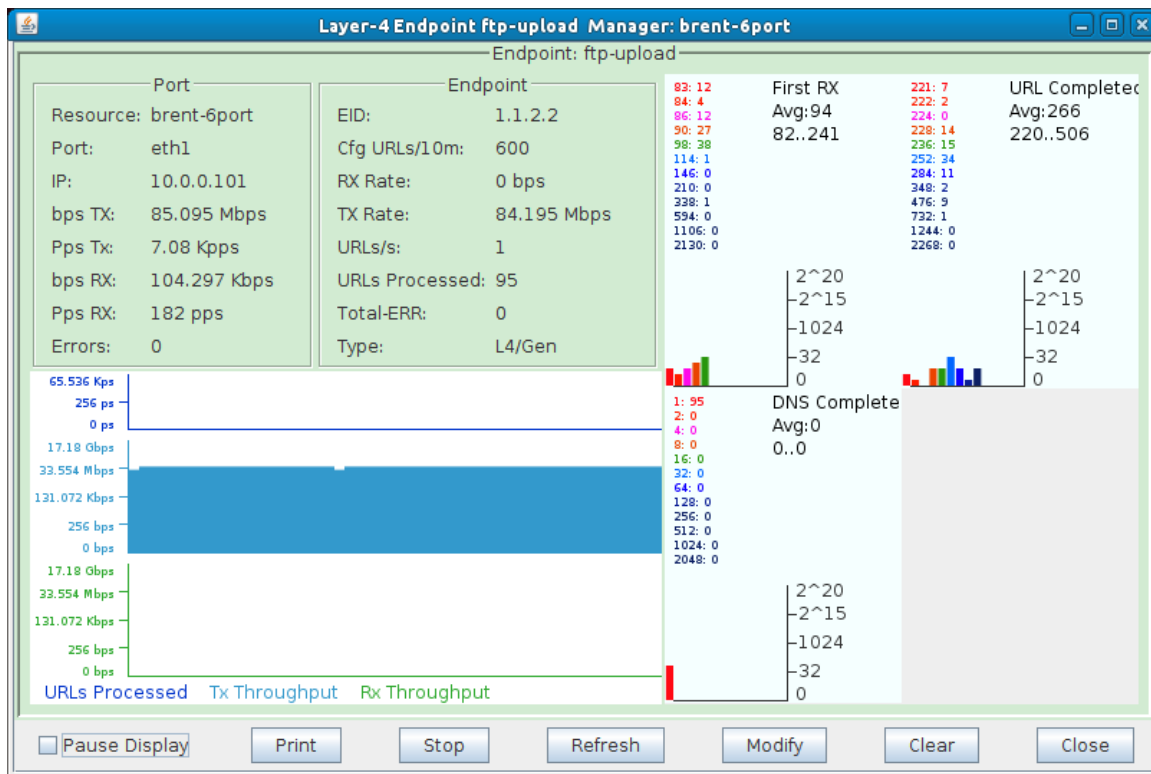 Layer-4 Endpoint ftp-upload Manager: brent-6port
Endpoint: ftp-upload
Port
Resource: brent-6port
Port: eth1
IP: 10.0.0.101
bps TX: 85.095 Mbps
Pps Tx: 7.08 Kpps
bps RX: 104.297 Kbps
Pps RX: 182 pps
Errors: 0
Endpoint
EID: 1.1.2.2
Cfg URLs/10m: 600
RX Rate: 0 bps
TX Rate: 84.195 Mbps
URLs/s: 1
URLs Processed: 95
Total-ERR: 0
Type: L4/Gen
83: 12
84: 4
86: 12
90: 27
98: 38
114: 1
146: 0
210: 0
338: 1
594: 0
1106: 0
2130: 0
First RX
Avg:94
82..241
2^20
2^15
1024
32
0
221: 7
222: 2
224: 0
228: 14
236: 15
252: 34
284: 11
348: 2
476: 9
732: 1
1244: 0
2268: 0
URL Completed
Avg:266
220..506
2^20
2^15
1024
32
0
65.536 Kps
256 ps
0 ps
17.18 Gbps
33.554 Mbps
131.072 Kbps
256 bps
0 bps
17.18 Gbps
33.554 Mbps
131.072 Kbps
256 bps
0 bps
URLs Processed Tx Throughput Rx Throughput
1: 95
2: 0
4: 0
8: 0
16: 0
32: 0
64: 0
128: 0
256: 0
512: 0
1024: 0
2048: 0
DNS Complete
Avg:0
0..0
2^20
2^15
1024
32
0
Pause Display Print Stop Refresh Modify Clear Close